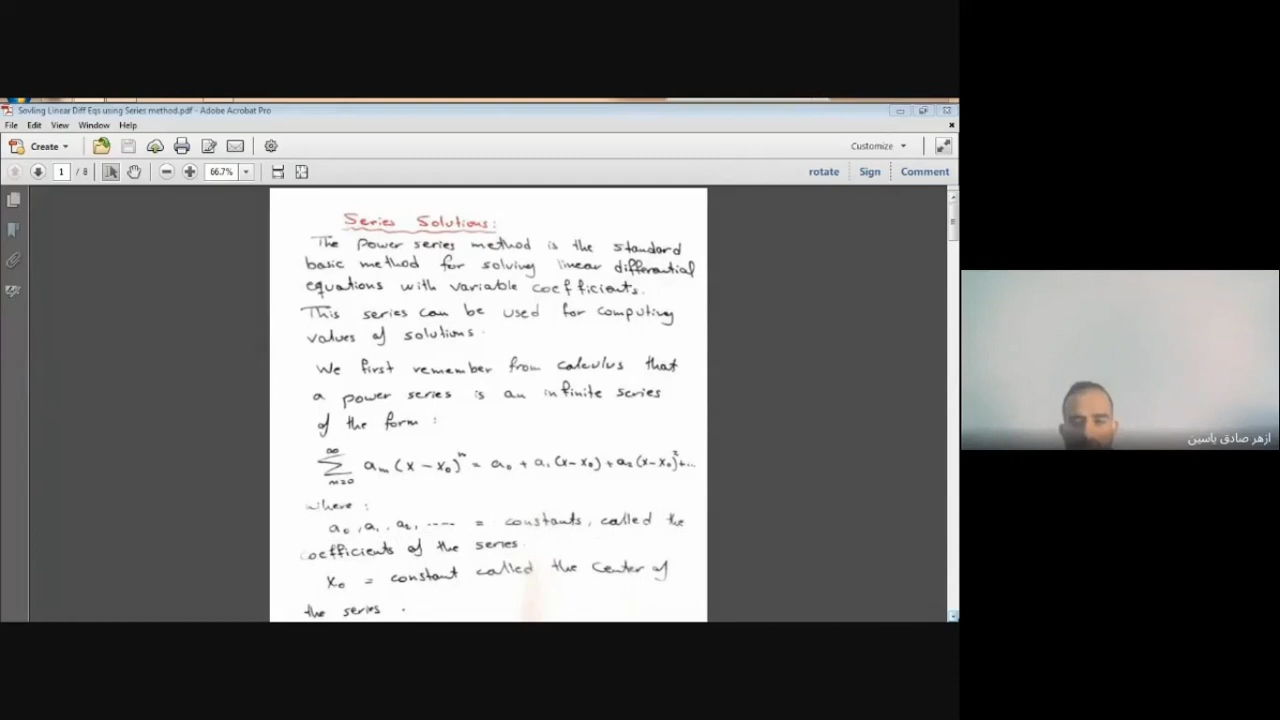 Sovling Linear Diff Eqs using Series method.pdf - Adobe Acrobat Pro
File Edit View Window Help
Create
Customize
1 / 8
66.7%
rotate Sign Comment
Series Solutions:
The power series method is the standard
basic method for solving linear differential
equations with variable coefficients.
This series can be used for computing
values of solutions.
We first remember from calculus that
a power series is an infinite series
of the form :
∞
∑ aₘ(x-x₀)ᵐ = a₀ + a₁(x-x₀) + a₂(x-x₀)²+...
m=0
where :
a₀, a₁, a₂, ---- = constants, called the
coefficients of the series.
x₀ = constant called the center of
the series .
ازهر صادق ياسين